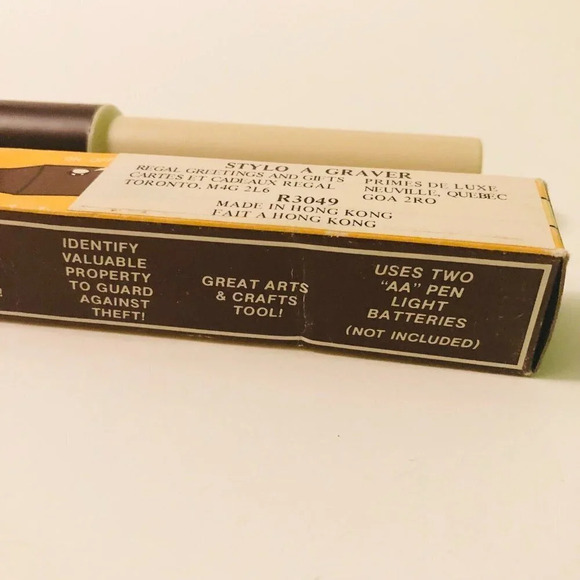 STYLO A GRAVER
REGAL GREETINGS AND GIFTS
CARTES ET CADEAUX REGAL
TORONTO, M4G 2L6
PRIMES DE LUXE
NEUVILLE, QUEBEC
GOA 2RO
R3049
MADE IN HONG KONG
FAIT A HONG KONG
IDENTIFY
VALUABLE
PROPERTY
TO GUARD
AGAINST
THEFT!
GREAT ARTS
& CRAFTS
TOOL!
USES TWO
"AA" PEN
LIGHT
BATTERIES
(NOT INCLUDED)